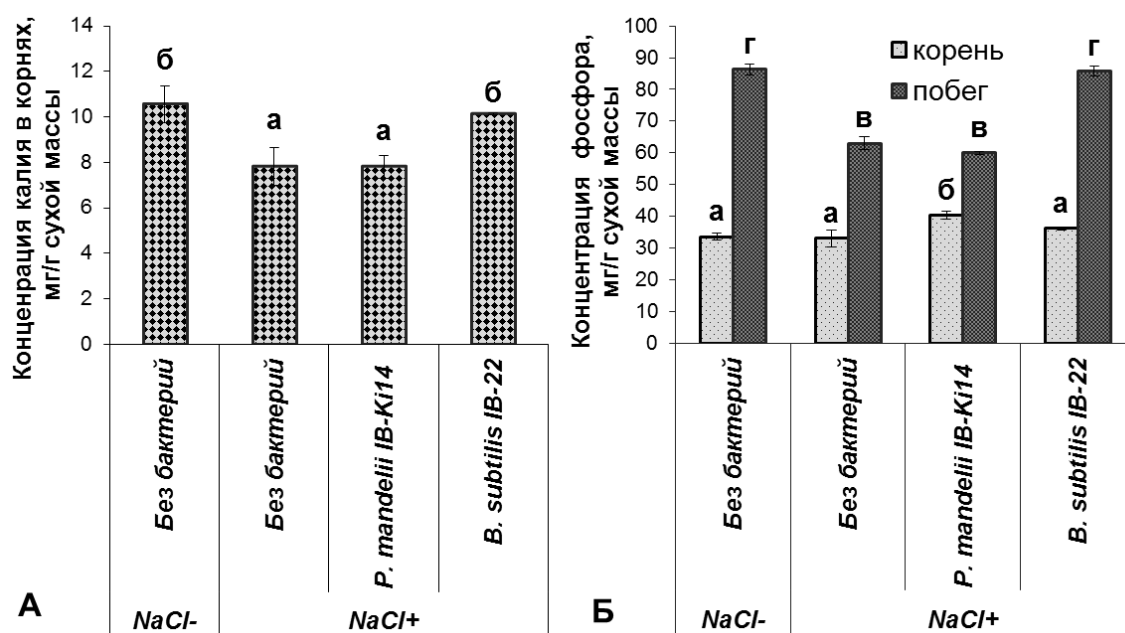 Конценрация калия в корнях,
мг/г сухой массы
14
12
10
8
6
4
2
0
б
а
а
б
Без бактерий
Без бактерий
P. mandelii IB-Ki14
B. subtilis IB-22
NaCl-
NaCl+
А
Концентрация фосфора,
мг/г сухой массы
100
90
80
70
60
50
40
30
20
10
0
корень
побег
а
г
а
в
б
в
а
г
Без бактерий
Без бактерий
P. mandelii IB-Ki14
B. subtilis IB-22
NaCl-
NaCl+
Б